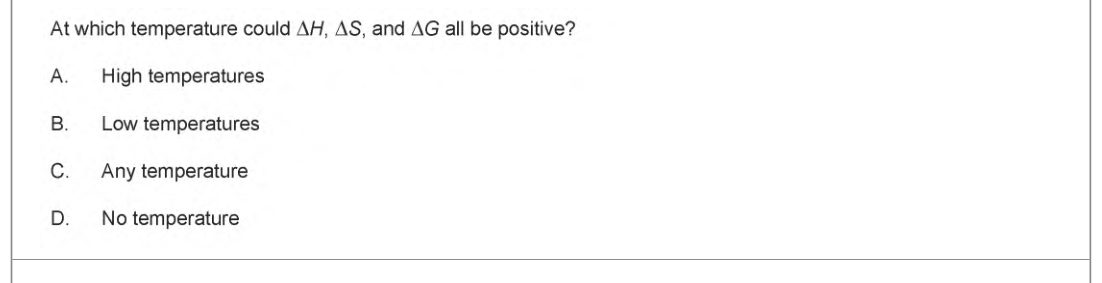 At which temperature could ΔH, ΔS, and ΔG all be positive?
A. High temperatures
B. Low temperatures
C. Any temperature
D. No temperature